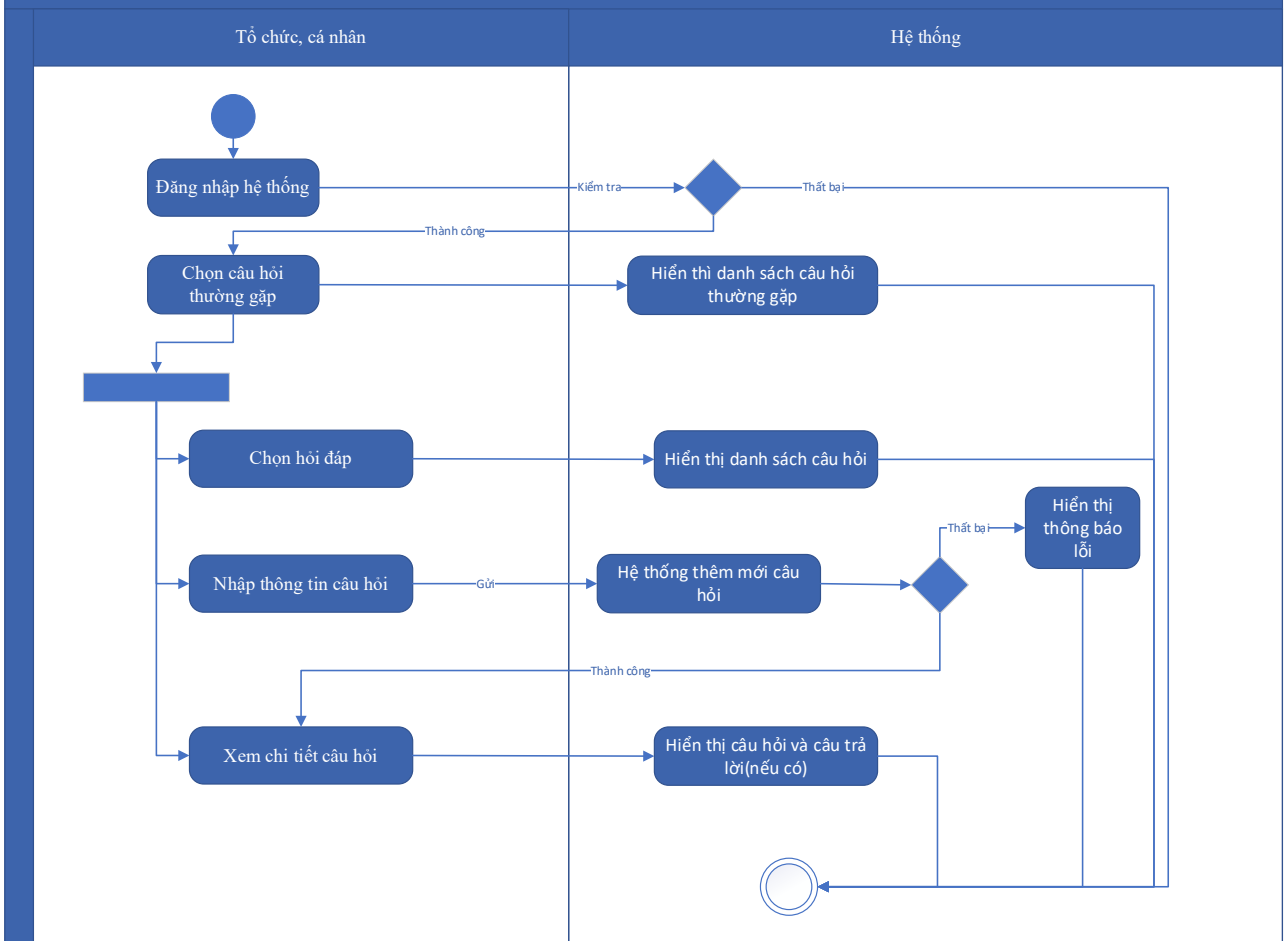 Tổ chức, cá nhân
Hệ thống
Đăng nhập hệ thống
Kiểm tra
Thất bại
Thành công
Chọn câu hỏi
thường gặp
Hiển thì danh sách câu hỏi
thường gặp
Chọn hỏi đáp
Hiển thị danh sách câu hỏi
Hiển thị
thông báo
lỗi
Thất bại
Nhập thông tin câu hỏi
Gửi
Hệ thống thêm mới câu
hỏi
Thành công
Xem chi tiết câu hỏi
Hiển thị câu hỏi và câu trả
lời(nếu có)